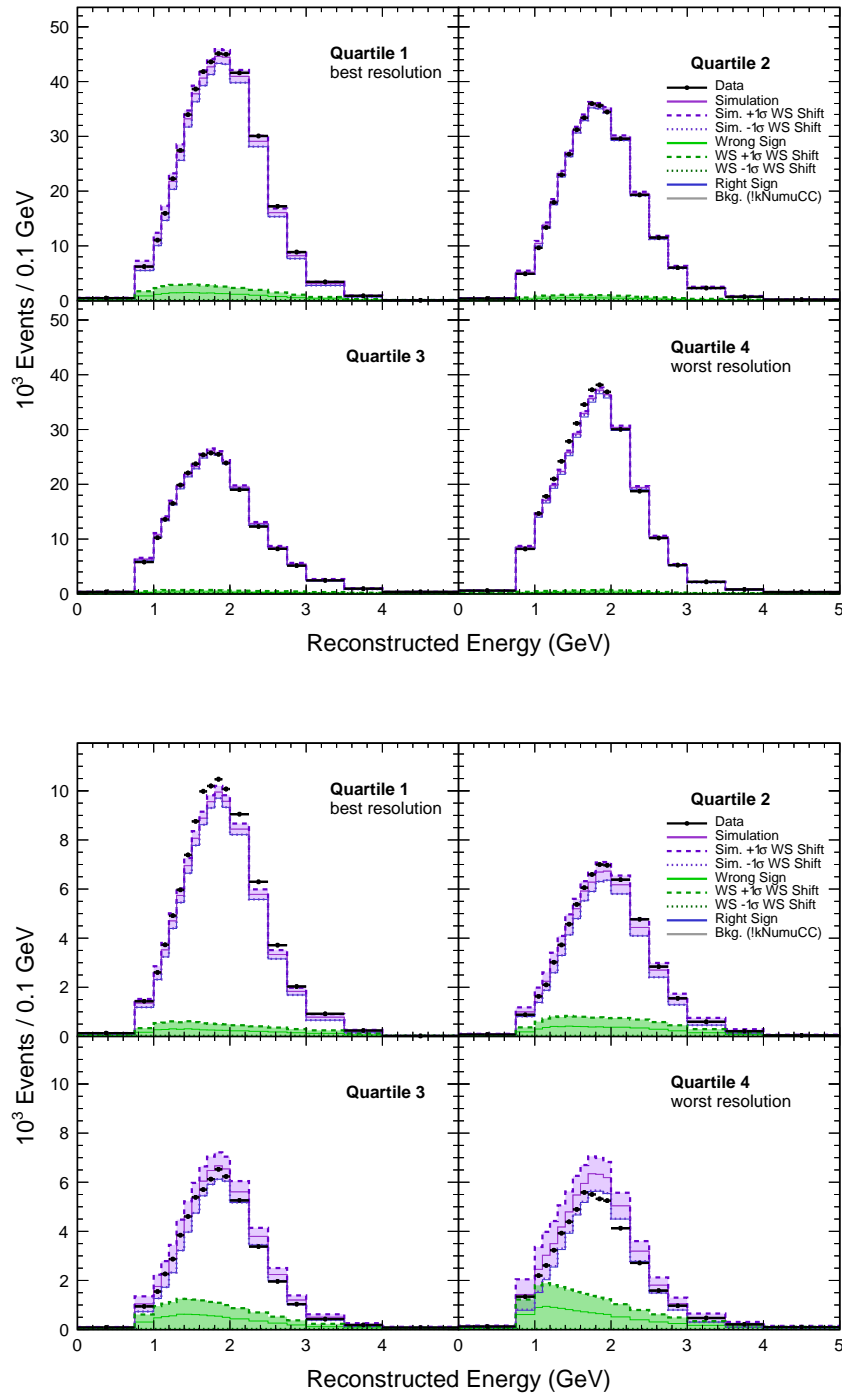 10³ Events / 0.1 GeV
50
40
30
20
10
0
Quartile 1
best resolution
Quartile 2
Data
Simulation
Sim. +1σ WS Shift
Sim. -1σ WS Shift
Wrong Sign
WS +1σ WS Shift
WS -1σ WS Shift
Right Sign
Bkg. (!kNumuCC)
50
40
30
20
10
0
Quartile 3
Quartile 4
worst resolution
0 1 2 3 4 0 1 2 3 4 5
Reconstructed Energy (GeV)
10³ Events / 0.1 GeV
10
8
6
4
2
0
Quartile 1
best resolution
Quartile 2
Data
Simulation
Sim. +1σ WS Shift
Sim. -1σ WS Shift
Wrong Sign
WS +1σ WS Shift
WS -1σ WS Shift
Right Sign
Bkg. (!kNumuCC)
10
8
6
4
2
0
Quartile 3
Quartile 4
worst resolution
0 1 2 3 4 0 1 2 3 4 5
Reconstructed Energy (GeV)